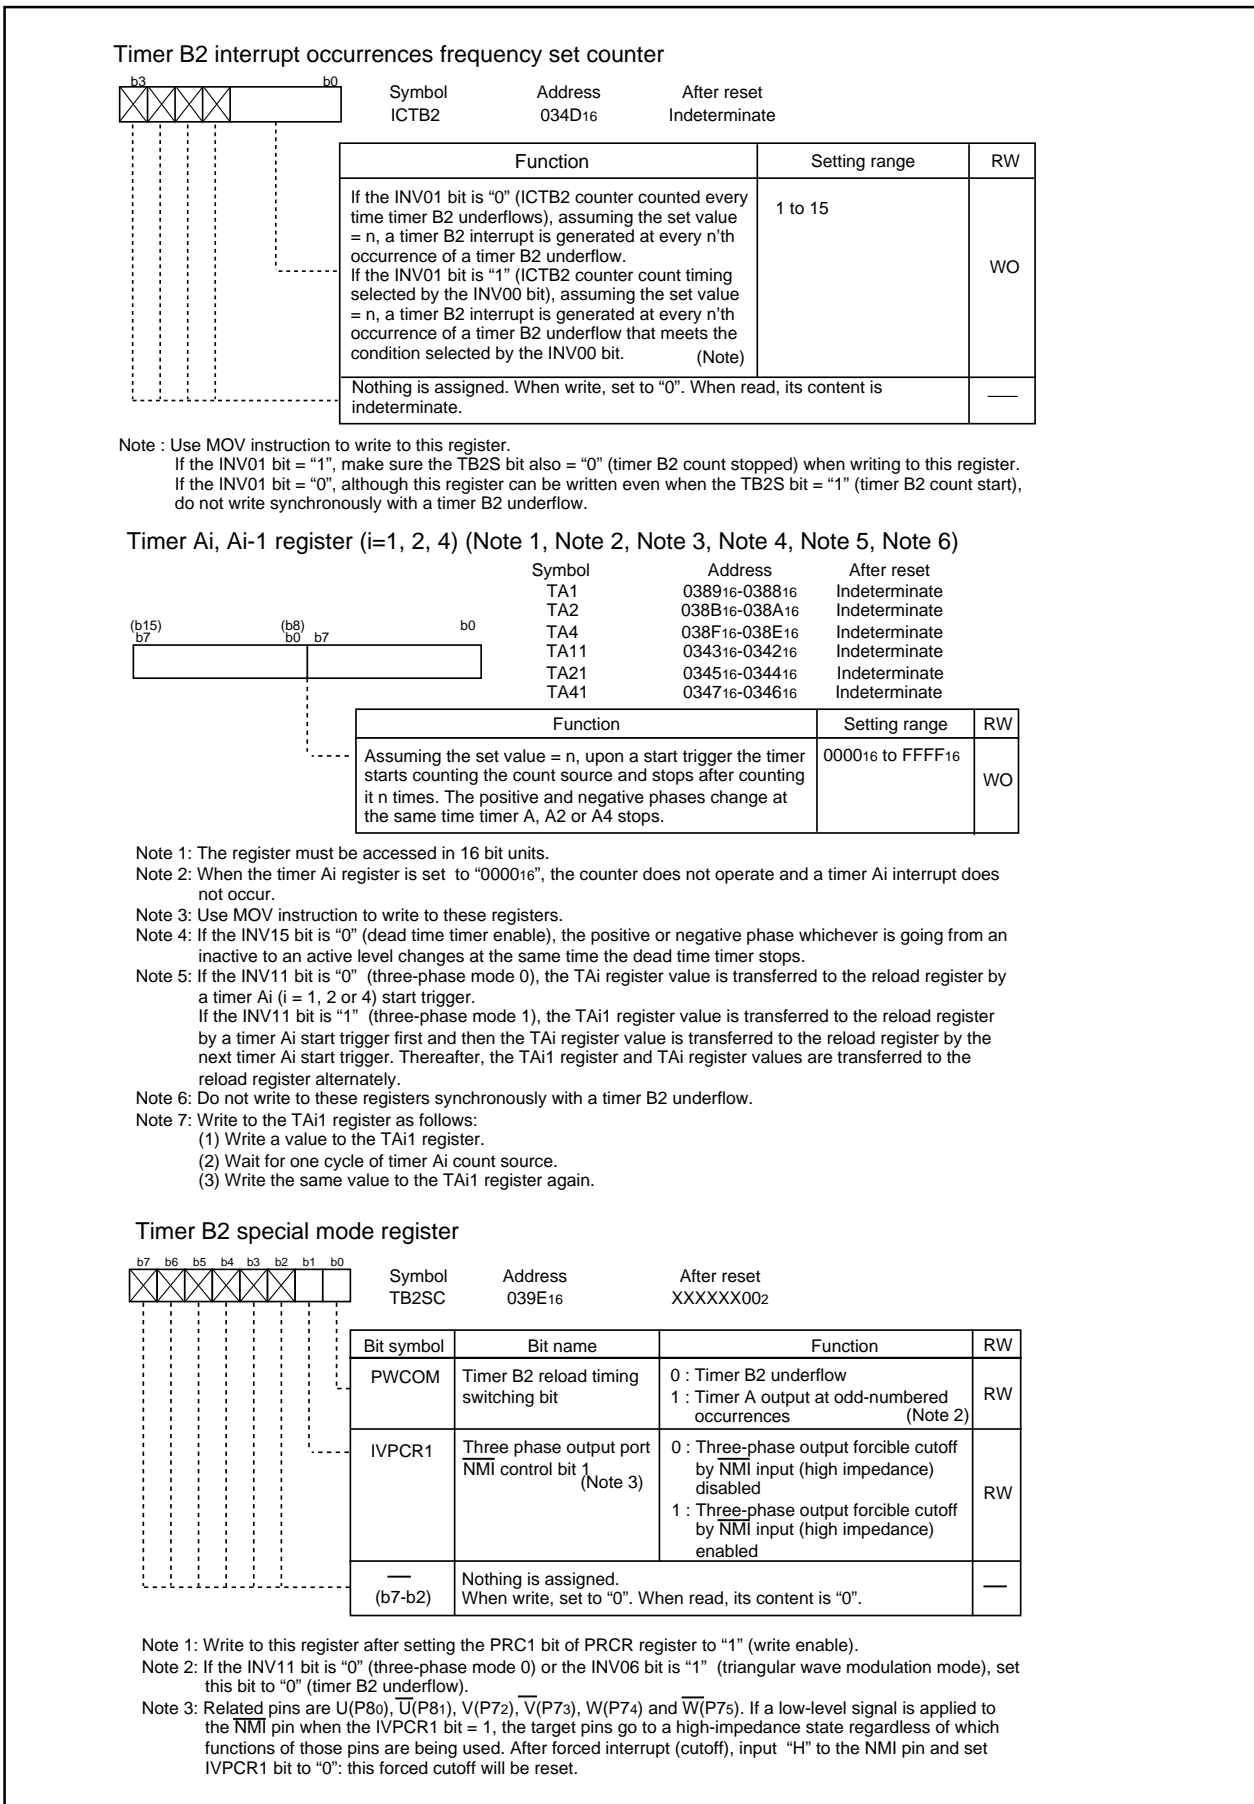 Timer B2 interrupt occurrences frequency set counter
b3 b0
Symbol Address After reset
ICTB2 034D16 Indeterminate
Function Setting range RW
If the INV01 bit is “0” (ICTB2 counter counted every
time timer B2 underflows), assuming the set value
= n, a timer B2 interrupt is generated at every n’th
occurrence of a timer B2 underflow.
If the INV01 bit is “1” (ICTB2 counter count timing
selected by the INV00 bit), assuming the set value
= n, a timer B2 interrupt is generated at every n’th
occurrence of a timer B2 underflow that meets the
condition selected by the INV00 bit. (Note)
1 to 15
WO
Nothing is assigned. When write, set to “0”. When read, its content is
indeterminate.
—
Note : Use MOV instruction to write to this register.
If the INV01 bit = “1”, make sure the TB2S bit also = “0” (timer B2 count stopped) when writing to this register.
If the INV01 bit = “0”, although this register can be written even when the TB2S bit = “1” (timer B2 count start),
do not write synchronously with a timer B2 underflow.
Timer Ai, Ai-1 register (i=1, 2, 4) (Note 1, Note 2, Note 3, Note 4, Note 5, Note 6)
Symbol Address After reset
TA1 038916-038816 Indeterminate
TA2 038B16-038A16 Indeterminate
TA4 038F16-038E16 Indeterminate
TA11 034316-034216 Indeterminate
TA21 034516-034416 Indeterminate
TA41 034716-034616 Indeterminate
(b15) (b8)
b7 b0 b7 b0
Function Setting range RW
Assuming the set value = n, upon a start trigger the timer
starts counting the count source and stops after counting
it n times. The positive and negative phases change at
the same time timer A, A2 or A4 stops.
000016 to FFFF16
WO
Note 1: The register must be accessed in 16 bit units.
Note 2: When the timer Ai register is set to “000016”, the counter does not operate and a timer Ai interrupt does
not occur.
Note 3: Use MOV instruction to write to these registers.
Note 4: If the INV15 bit is “0” (dead time timer enable), the positive or negative phase whichever is going from an
inactive to an active level changes at the same time the dead time timer stops.
Note 5: If the INV11 bit is “0” (three-phase mode 0), the TAi register value is transferred to the reload register by
a timer Ai (i = 1, 2 or 4) start trigger.
If the INV11 bit is “1” (three-phase mode 1), the TAi1 register value is transferred to the reload register
by a timer Ai start trigger first and then the TAi register value is transferred to the reload register by the
next timer Ai start trigger. Thereafter, the TAi1 register and TAi register values are transferred to the
reload register alternately.
Note 6: Do not write to these registers synchronously with a timer B2 underflow.
Note 7: Write to the TAi1 register as follows:
(1) Write a value to the TAi1 register.
(2) Wait for one cycle of timer Ai count source.
(3) Write the same value to the TAi1 register again.
Timer B2 special mode register
b7 b6 b5 b4 b3 b2 b1 b0
Symbol Address After reset
TB2SC 039E16 XXXXXX002
Bit symbol Bit name Function RW
PWCOM
Timer B2 reload timing
switching bit
0 : Timer B2 underflow
1 : Timer A output at odd-numbered
occurrences (Note 2)
RW
IVPCR1
Three phase output port
N̅M̅I̅ control bit 1
(Note 3)
0 : Three-phase output forcible cutoff
by N̅M̅I̅ input (high impedance)
disabled
1 : Three-phase output forcible cutoff
by N̅M̅I̅ input (high impedance)
enabled
RW
—
(b7-b2)
Nothing is assigned.
When write, set to “0”. When read, its content is “0”.
—
Note 1: Write to this register after setting the PRC1 bit of PRCR register to “1” (write enable).
Note 2: If the INV11 bit is “0” (three-phase mode 0) or the INV06 bit is “1” (triangular wave modulation mode), set
this bit to “0” (timer B2 underflow).
Note 3: Related pins are U(P80), U̅(P81), V(P72), V̅(P73), W(P74) and W̅(P75). If a low-level signal is applied to
the N̅M̅I̅ pin when the IVPCR1 bit = 1, the target pins go to a high-impedance state regardless of which
functions of those pins are being used. After forced interrupt (cutoff), input “H” to the NMI pin and set
IVPCR1 bit to “0”: this forced cutoff will be reset.